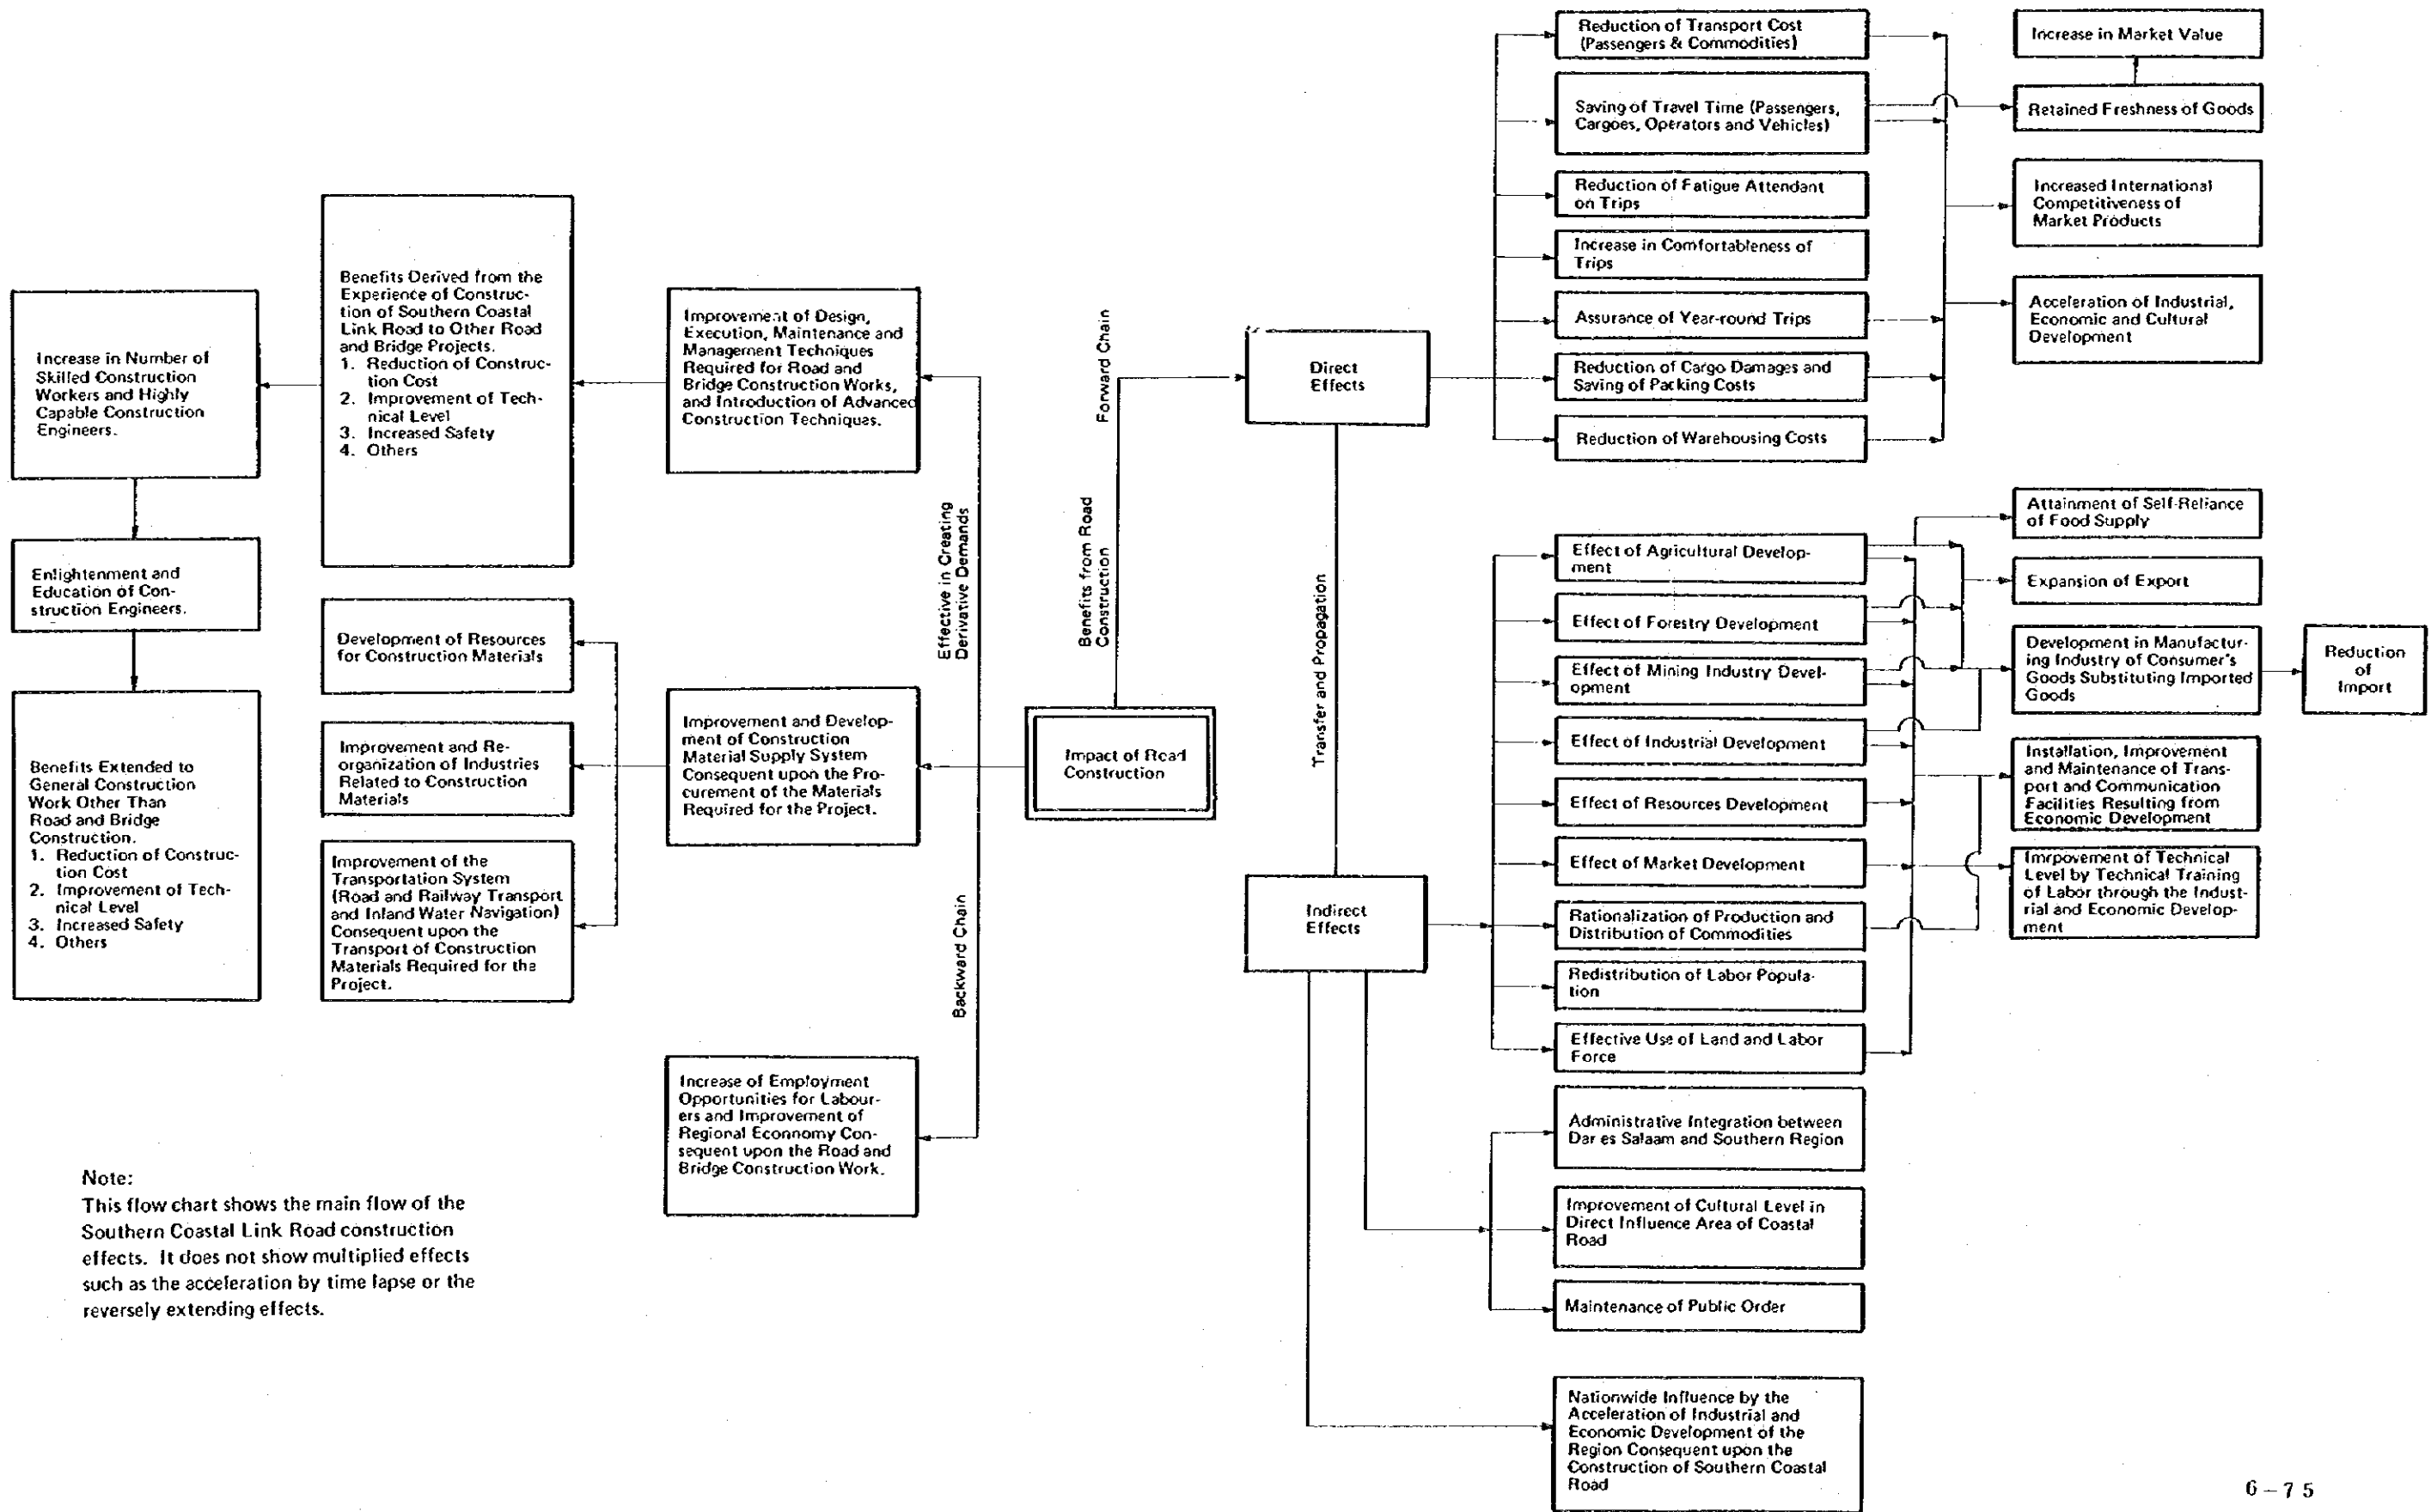 Increase in Number of
Skilled Construction
Workers and Highly
Capable Construction
Engineers.
Enlightenment and
Education of Con-
struction Engineers.
Benefits Extended to
General Construction
Work Other Than
Road and Bridge
Construction.
1. Reduction of Construc-
tion Cost
2. Improvement of Tech-
nical Level
3. Increased Safety
4. Others
Benefits Derived from the
Experience of Construc-
tion of Southern Coastal
Link Road to Other Road
and Bridge Projects.
1. Reduction of Construc-
tion Cost
2. Improvement of Tech-
nical Level
3. Increased Safety
4. Others
Development of Resources
for Construction Materials
Improvement and Re-
organization of Industries
Related to Construction
Materials
Improvement of the
Transportation System
(Road and Railway Transport
and Inland Water Navigation)
Consequent upon the
Transport of Construction
Materials Required for the
Project.
Improvement of Design,
Execution, Maintenance and
Management Techniques
Required for Road and
Bridge Construction Works,
and Introduction of Advanced
Construction Techniques.
Improvement and Develop-
ment of Construction
Material Supply System
Consequent upon the Pro-
curement of the Materials
Required for the Project.
Increase of Employment
Opportunities for Labour-
ers and Improvement of
Regional Econnomy Con-
sequent upon the Road and
Bridge Construction Work.
Effective in Creating
Derivative Demands
Backward Chain
Impact of Road
Construction
Benefits from Road
Construction
Forward Chain
Direct
Effects
Transfer and Propagation
Indirect
Effects
Reduction of Transport Cost
(Passengers & Commodities)
Saving of Travel Time (Passengers,
Cargoes, Operators and Vehicles)
Reduction of Fatigue Attendant
on Trips
Increase in Comfortableness of
Trips
Assurance of Year-round Trips
Reduction of Cargo Damages and
Saving of Packing Costs
Reduction of Warehousing Costs
Increase in Market Value
Retained Freshness of Goods
Increased International
Competitiveness of
Market Products
Acceleration of Industrial,
Economic and Cultural
Development
Effect of Agricultural Develop-
ment
Effect of Forestry Development
Effect of Mining Industry Devel-
opment
Effect of Industrial Development
Effect of Resources Development
Effect of Market Development
Rationalization of Production and
Distribution of Commodities
Redistribution of Labor Popula-
tion
Effective Use of Land and Labor
Force
Attainment of Self-Reliance
of Food Supply
Expansion of Export
Development in Manufactur-
ing Industry of Consumer's
Goods Substituting Imported
Goods
Reduction
of
Import
Installation, Improvement
and Maintenance of Trans-
port and Communication
Facilities Resulting from
Economic Development
Imrpovement of Technical
Level by Technical Training
of Labor through the Indust-
rial and Economic Develop-
ment
Administrative Integration between
Dar es Salaam and Southern Region
Improvement of Cultural Level in
Direct Influence Area of Coastal
Road
Maintenance of Public Order
Nationwide Influence by the
Acceleration of Industrial and
Economic Development of the
Region Consequent upon the
Construction of Southern Coastal
Road
Note:
This flow chart shows the main flow of the
Southern Coastal Link Road construction
effects. It does not show multiplied effects
such as the acceleration by time lapse or the
reversely extending effects.
6-75